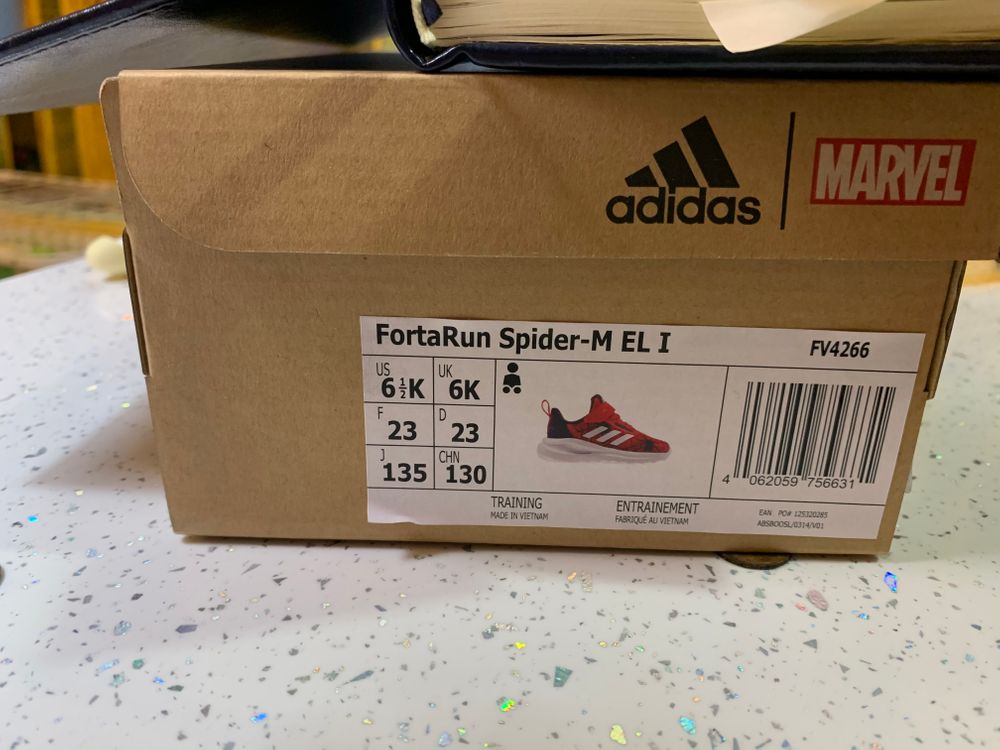 adidas
MARVEL
FortaRun Spider-M EL I
FV4266
US
6½K
UK
6K
F
23
D
23
J
135
CHN
130
4 062059 756631
TRAINING
MADE IN VIETNAM
ENTRAINEMENT
FABRIQUÉ AU VIETNAM
EAN PO# 125320285
ABSBOOSL/0314/V01